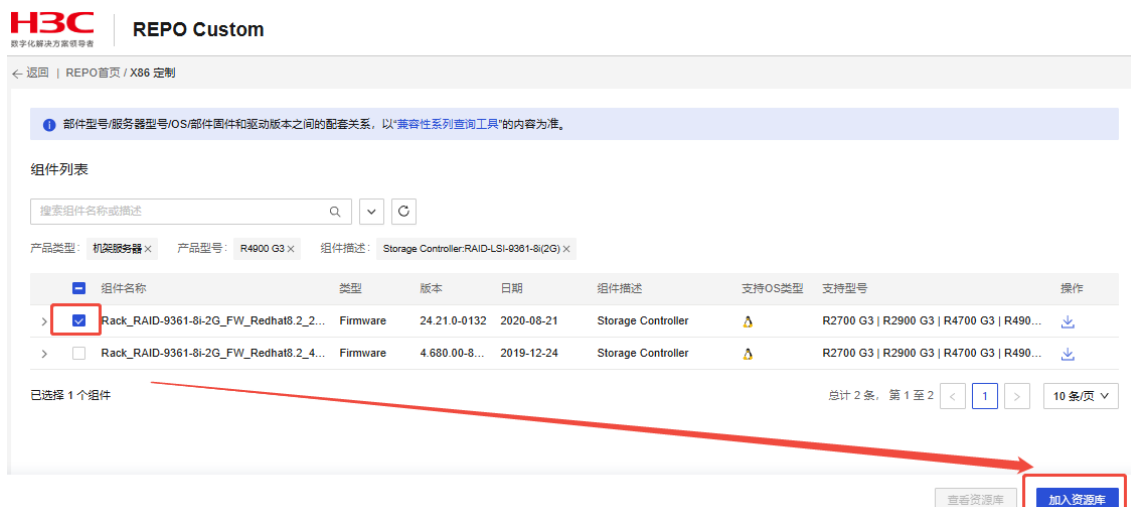 H3C
数字化解决方案领导者
REPO Custom
← 返回 | REPO首页 / X86 定制
部件型号/服务器型号/OS/部件固件和驱动版本之间的配套关系，以“兼容性系列查询工具”的内容为准。
组件列表
搜索组件名称或描述
产品类型: 机架服务器 × 产品型号: R4900 G3 × 组件描述: Storage Controller:RAID-LSI-9361-8i(2G) ×
组件名称 类型 版本 日期 组件描述 支持OS类型 支持型号 操作
Rack_RAID-9361-8i-2G_FW_Redhat8.2_2... Firmware 24.21.0-0132 2020-08-21 Storage Controller R2700 G3 | R2900 G3 | R4700 G3 | R490...
Rack_RAID-9361-8i-2G_FW_Redhat8.2_4... Firmware 4.680.00-8... 2019-12-24 Storage Controller R2700 G3 | R2900 G3 | R4700 G3 | R490...
已选择 1 个组件 总计 2 条, 第 1 至 2 < 1 > 10 条/页
查看资源库 加入资源库